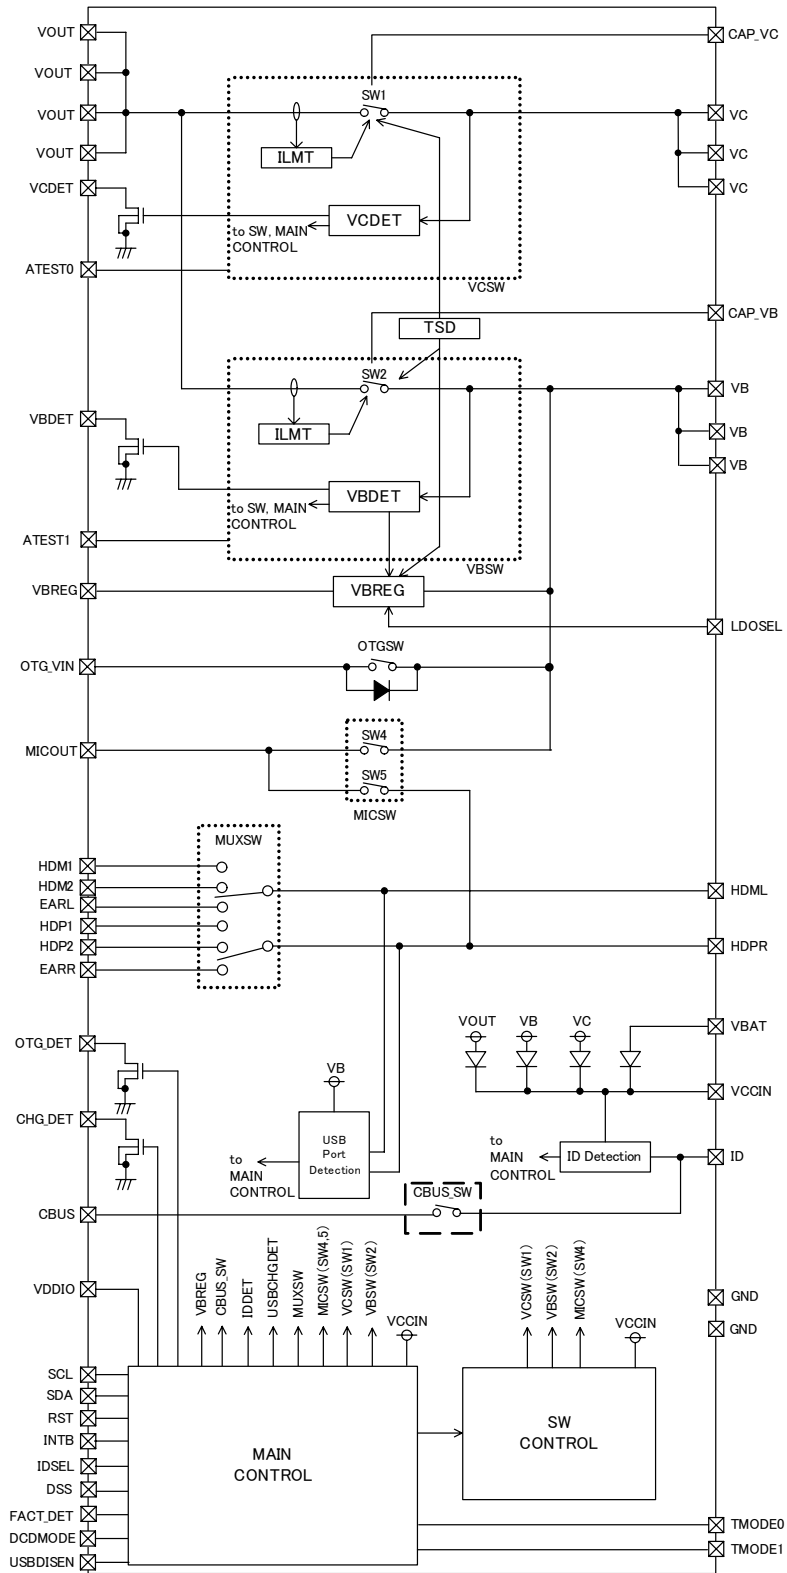 VOUT
CAP_VC
VOUT
SW1
VOUT
VC
ILMT
VOUT
VC
VCDET
VC
VCDET
to SW, MAIN
CONTROL
ATEST0
VCSW
CAP_VB
TSD
SW2
VB
VBDET
VB
ILMT
VB
VBDET
to SW, MAIN
CONTROL
ATEST1
VBSW
VBREG
VBREG
LDOSEL
OTGSW
OTG_VIN
SW4
MICOUT
SW5
MICSW
MUXSW
HDM1
HDM2
HDML
EARL
HDP1
HDP2
HDPR
EARR
VOUT
VB
VC
VBAT
OTG_DET
VB
VCCIN
CHG_DET
USB
Port
Detection
to
MAIN
CONTROL
to
MAIN
CONTROL
ID Detection
ID
CBUS_SW
CBUS
VBREG
CBUS_SW
IDDET
USBCHGDET
MUXSW
MICSW(SW4,5)
VCSW(SW1)
VBSW(SW2)
VCCIN
VCSW(SW1)
VBSW(SW2)
MICSW(SW4)
VCCIN
VDDIO
GND
GND
SCL
SDA
RST
INTB
IDSEL
DSS
FACT_DET
DCDMODE
USBDISEN
MAIN
CONTROL
SW
CONTROL
TMODE0
TMODE1